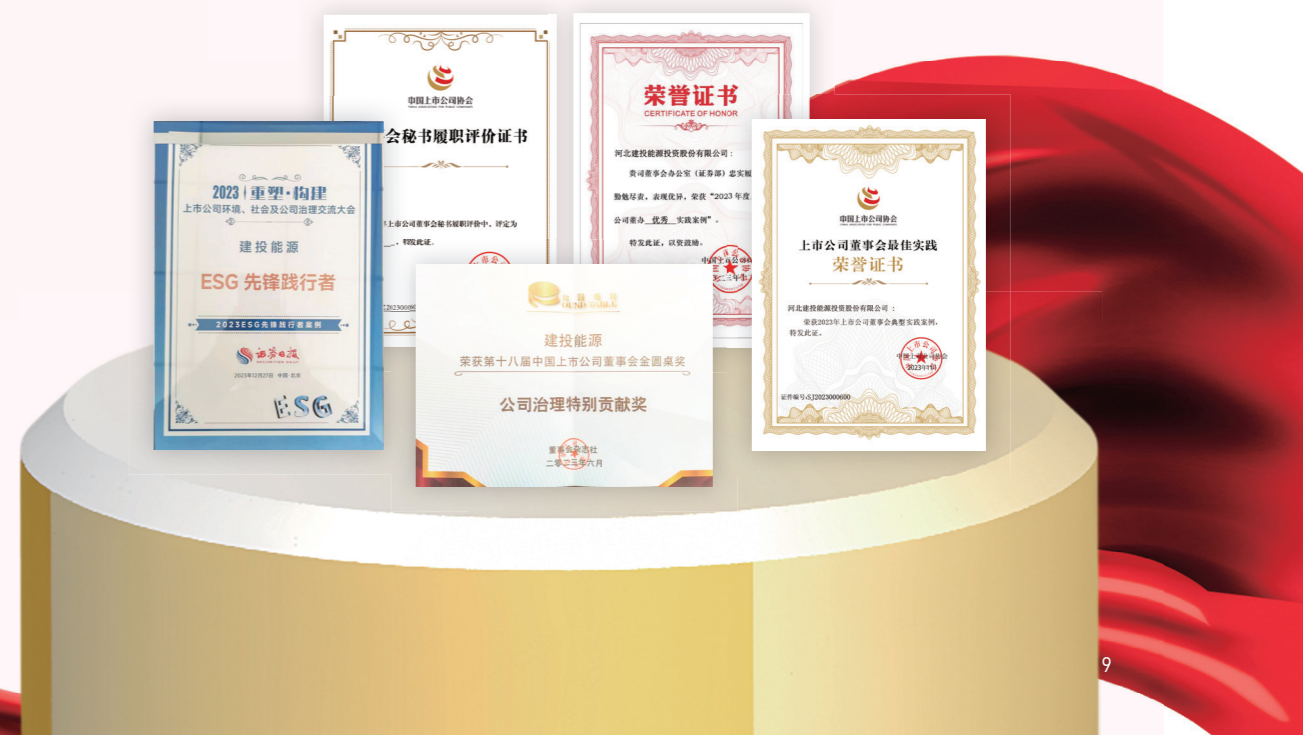 中国上市公司协会
会秘书履职评价证书
上市公司董事会秘书履职评价中，评定为
，特发此证。
荣誉证书
CERTIFICATE OF HONOR
河北建投能源投资股份有限公司：
贵司董事会办公室（证券部）忠实履
勤勉尽责，表现优异，荣获“2023 年度
公司董办 优秀 实践案例”。
特发此证，以资鼓励。
2023 重塑·构建
上市公司环境、社会及公司治理交流大会
建投能源
ESG 先锋践行者
2023ESG先锋践行者案例
证券日报
2023年12月27日 中国·北京
ESG
建投能源
荣获第十八届中国上市公司董事会金圆桌奖
公司治理特别贡献奖
董事会杂志社
二零二三年六月
中国上市公司协会
上市公司董事会最佳实践
荣誉证书
河北建投能源投资股份有限公司：
荣获2023年上市公司董事会典型实践案例，
特发此证。
中国上市公司协会
证件编号:SJ2023000600
9